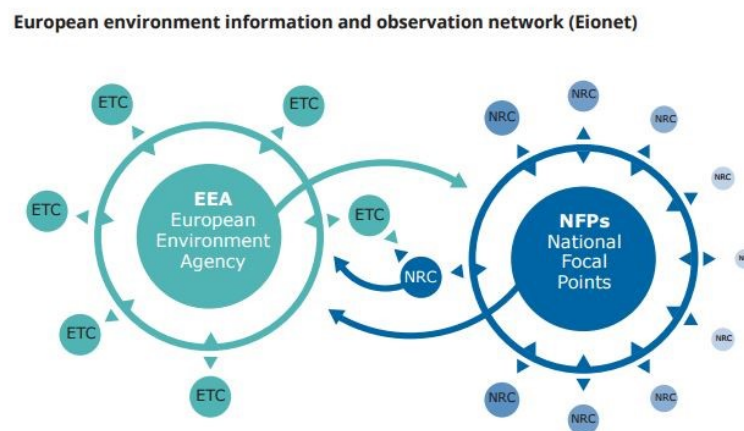 European environment information and observation network (Eionet)
ETC
ETC
NRC
NRC
NRC
NRC
ETC
ETC
EEA
European
Environment
Agency
NRC
NFPs
National
Focal
Points
ETC
NRC
NRC
ETC
NRC
NRC
NRC